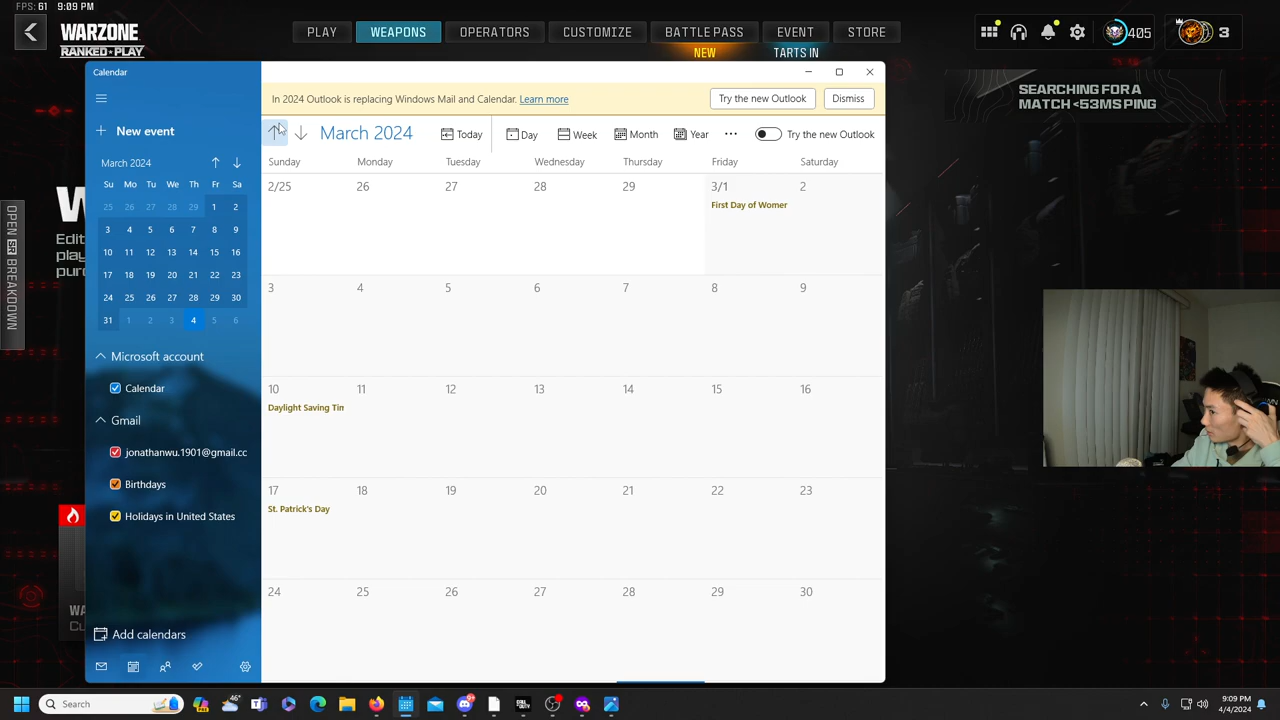 FPS: 61 9:09 PM
WARZONE
RANKED PLAY
PLAY
WEAPONS
OPERATORS
CUSTOMIZE
BATTLE PASS
NEW
EVENT
TARTS IN
STORE
405
3
SEARCHING FOR A
MATCH <53MS PING
OPEN SR BREAKDOWN
W
Edit
play
purc
WA
Cu
Calendar
In 2024 Outlook is replacing Windows Mail and Calendar. Learn more
Try the new Outlook
Dismiss
New event
March 2024
Su Mo Tu We Th Fr Sa
25 26 27 28 29 1 2
3 4 5 6 7 8 9
10 11 12 13 14 15 16
17 18 19 20 21 22 23
24 25 26 27 28 29 30
31 1 2 3 4 5 6
Microsoft account
Calendar
Gmail
jonathanwu.1901@gmail.cc
Birthdays
Holidays in United States
Add calendars
March 2024
Today
Day
Week
Month
Year
Try the new Outlook
Sunday Monday Tuesday Wednesday Thursday Friday Saturday
2/25 26 27 28 29 3/1 2
First Day of Womer
3 4 5 6 7 8 9
10 11 12 13 14 15 16
Daylight Saving Tim
17 18 19 20 21 22 23
St. Patrick's Day
24 25 26 27 28 29 30
Search
46°
9:09 PM
4/4/2024